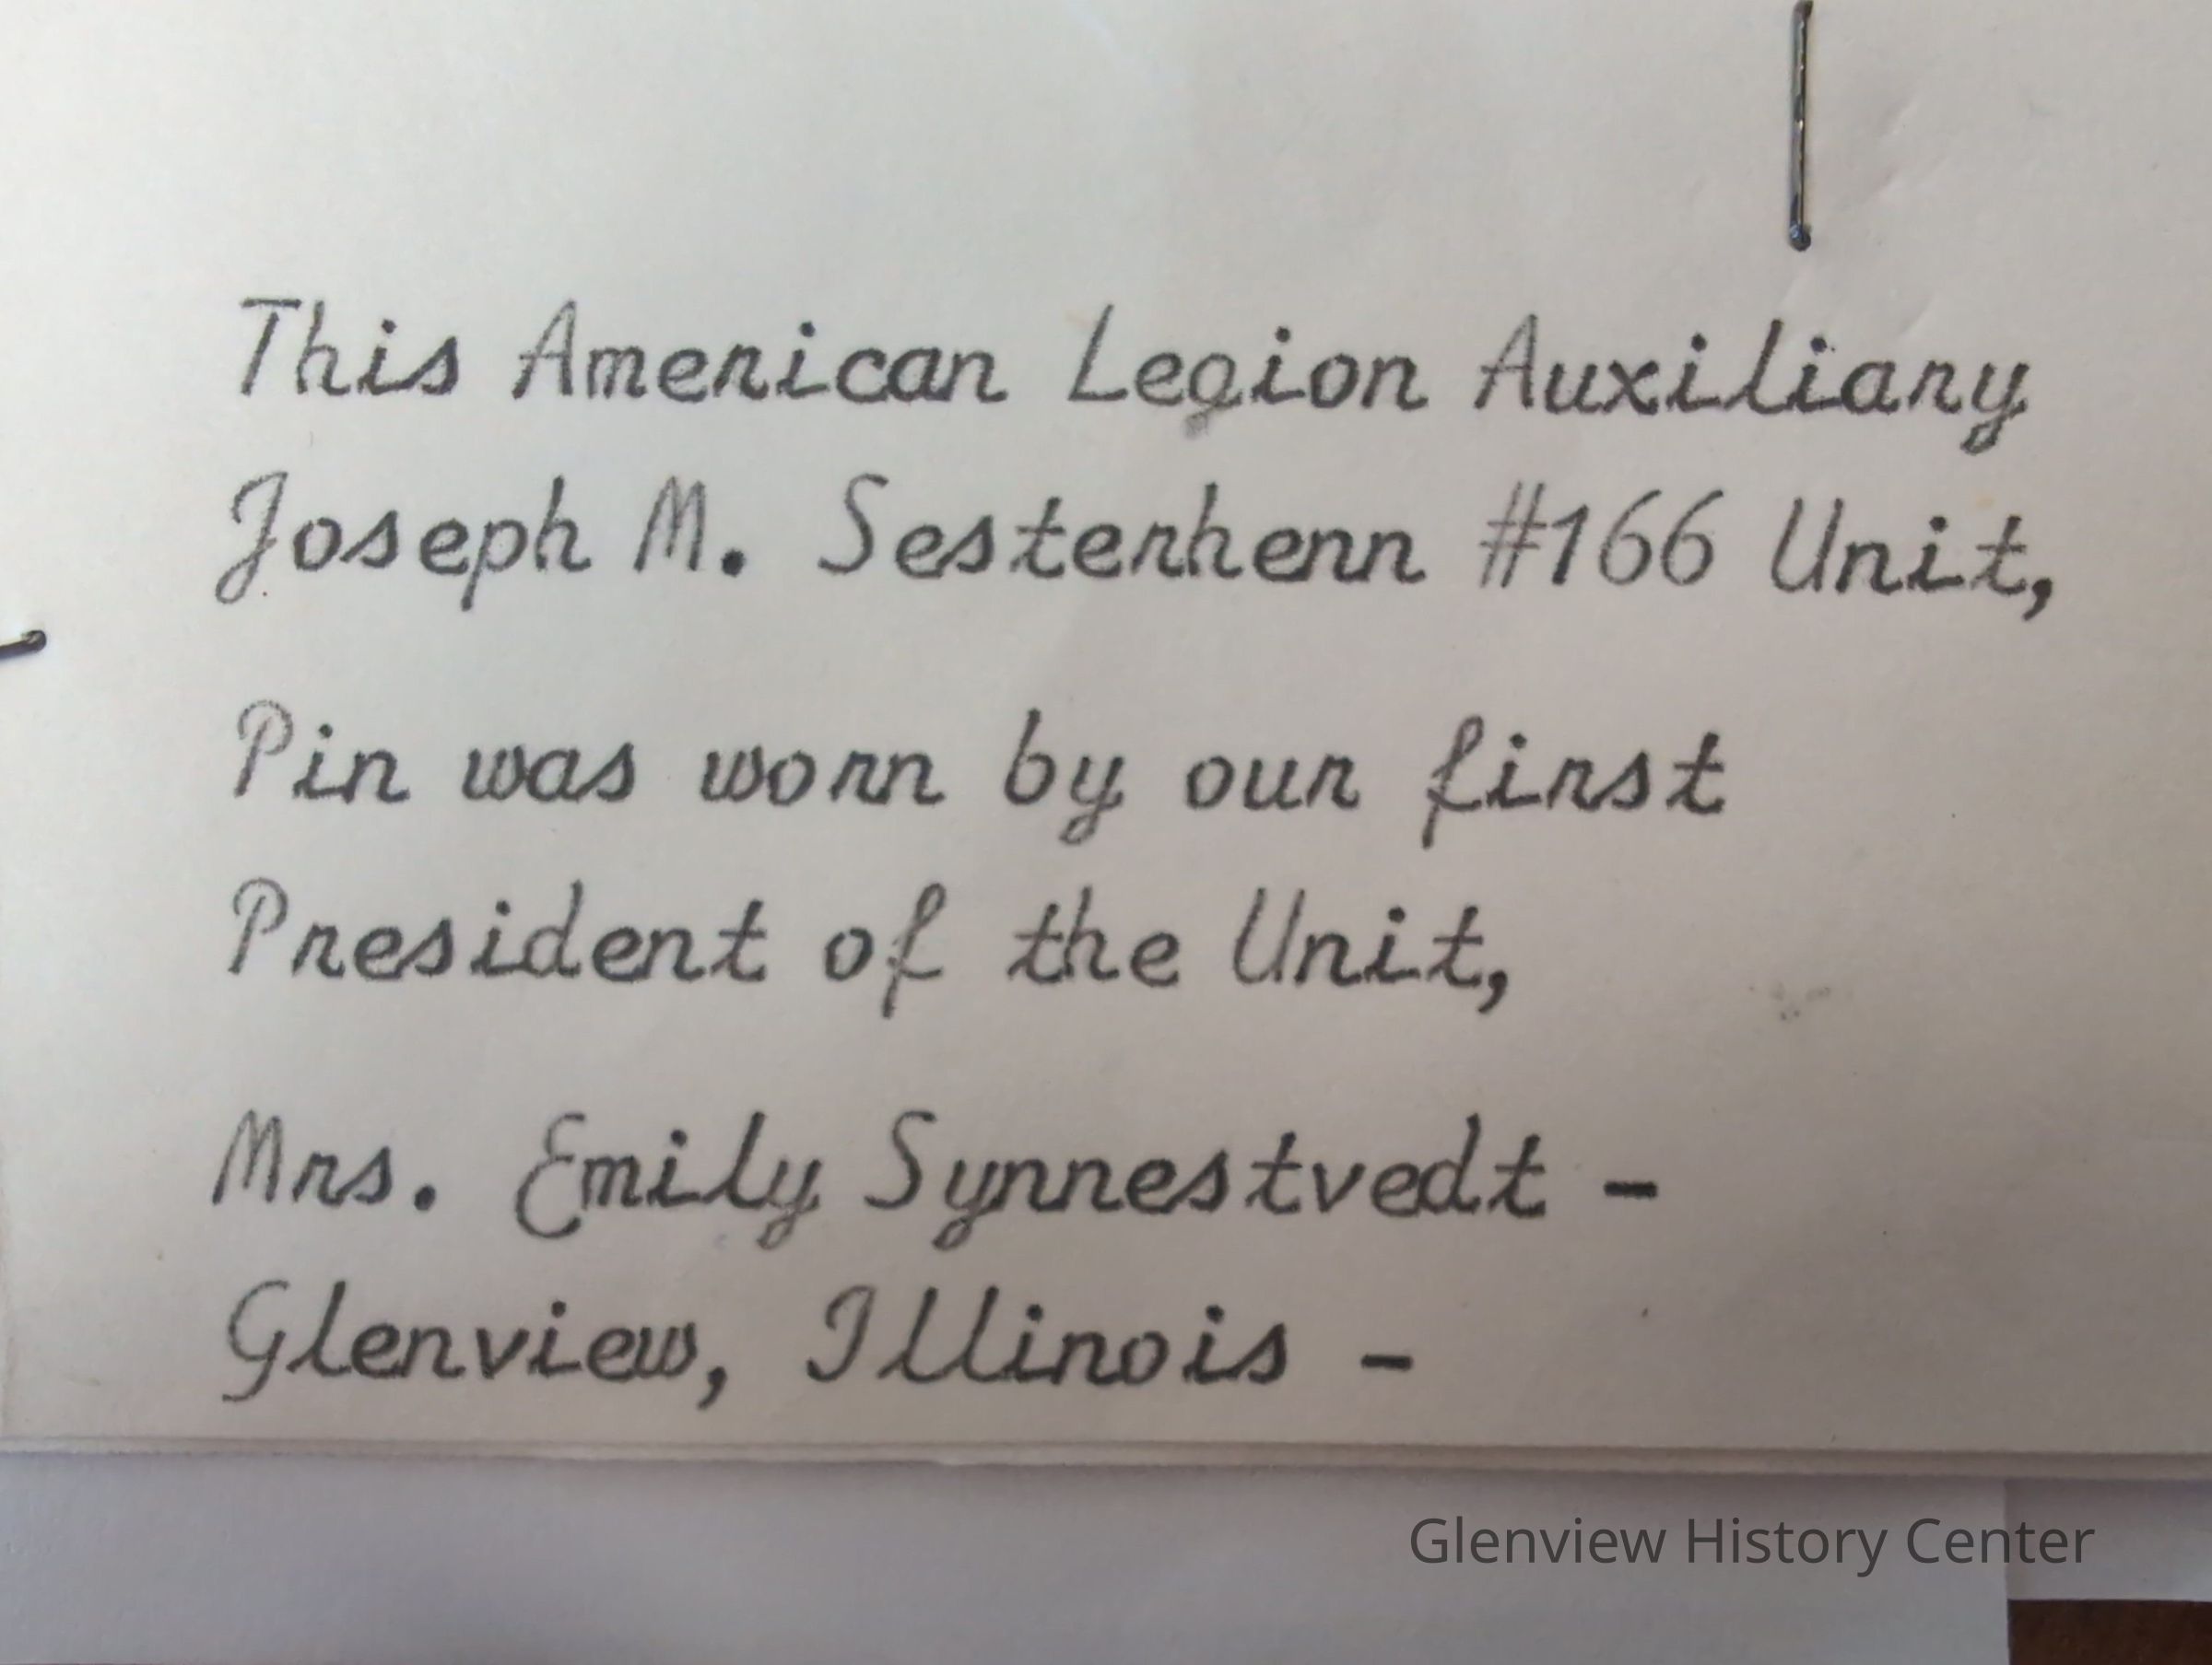 This American Legion Auxiliary
Joseph M. Sesterhenn #166 Unit,
Pin was worn by our first
President of the Unit,
Mrs. Emily Synnestvedt -
Glenview, Illinois -
Glenview History Center